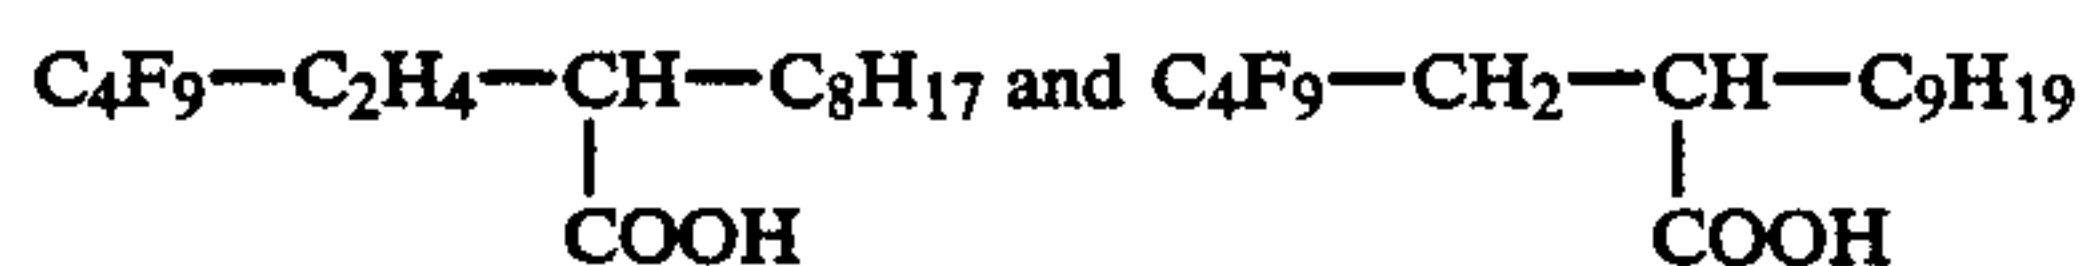 C₄F₉—C₂H₄—CH—C₈H₁₇ and C₄F₉—CH₂—CH—C₉H₁₉
COOH COOH